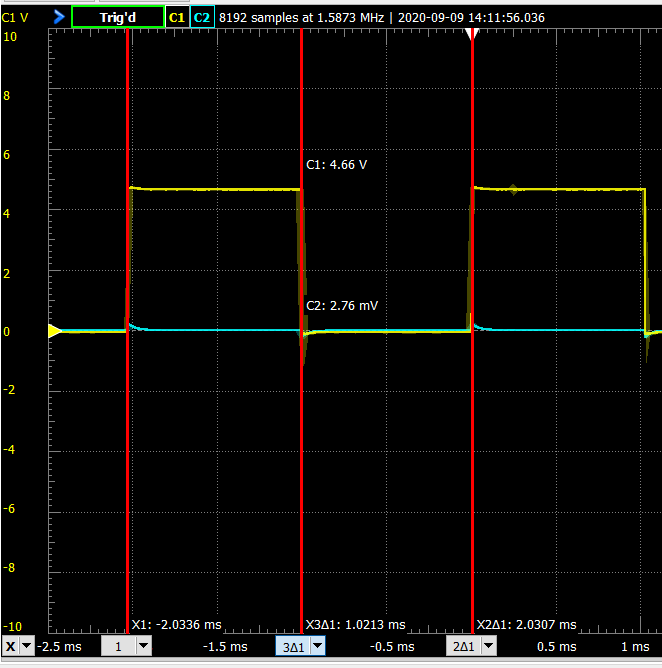 C1 V Trig'd C1 C2 8192 samples at 1.5873 MHz | 2020-09-09 14:11:56.036
10
8
6
C1: 4.66 V
4
2
C2: 2.76 mV
0
-2
-4
-6
-8
-10
X1: -2.0336 ms X3Δ1: 1.0213 ms X2Δ1: 2.0307 ms
X -2.5 ms 1 -1.5 ms 3Δ1 -0.5 ms 2Δ1 0.5 ms 1 ms